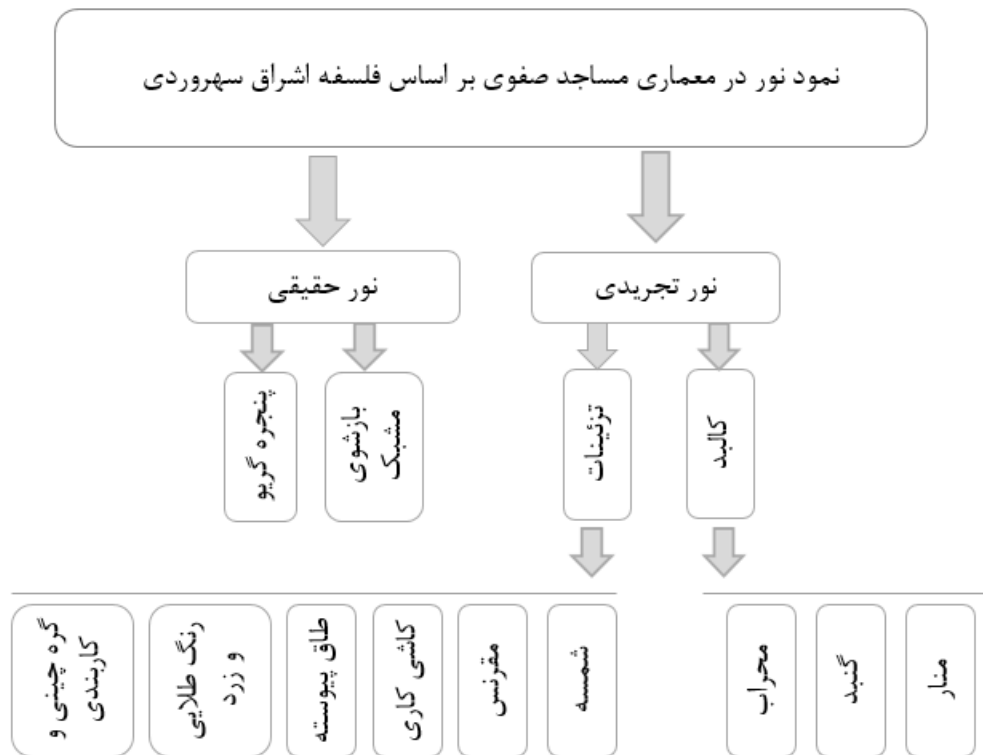 نمود نور در معماری مساجد صفوی بر اساس فلسفه اشراق سهروردی
نور تجریدی
نور حقیقی
کالبد
تزئینات
بازشوی
مشبک
پنجره گریو
منار
گنبد
محراب
شمسه
مقرنس
کاشی کاری
طاق پیوسته
رنگ طلایی
و زرد
گره چینی و
کاربندی